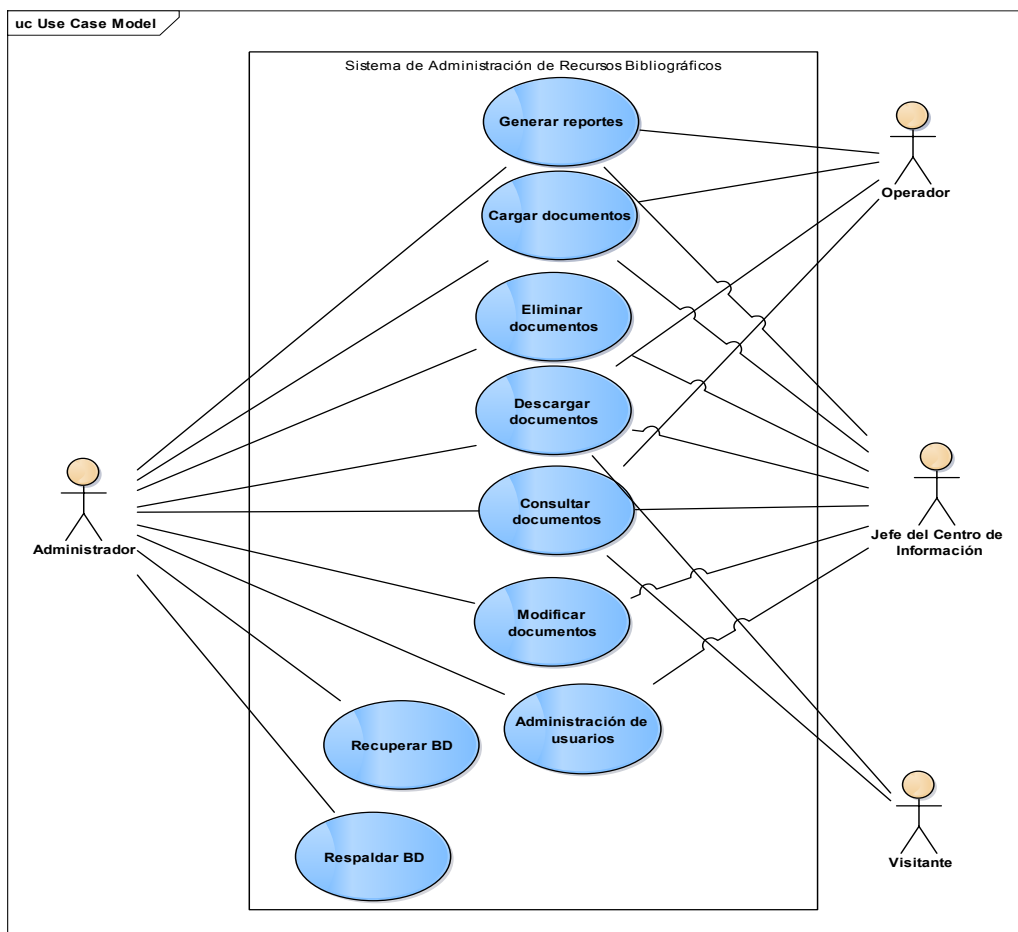 uc Use Case Model
Sistema de Administración de Recursos Bibliográficos
Generar reportes
Cargar documentos
Eliminar
documentos
Descargar
documentos
Consultar
documentos
Modificar
documentos
Administración de
usuarios
Recuperar BD
Respaldar BD
Administrador
Operador
Jefe del Centro de
Información
Visitante